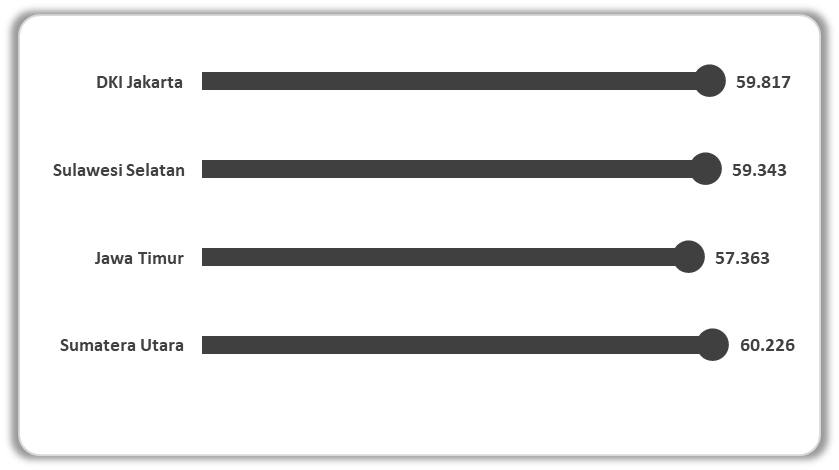 DKI Jakarta 59.817
Sulawesi Selatan 59.343
Jawa Timur 57.363
Sumatera Utara 60.226